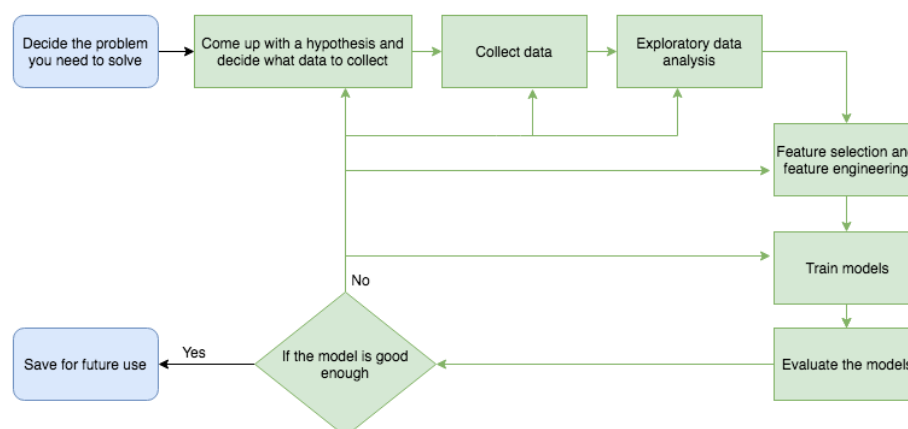 Decide the problem
you need to solve
Come up with a hypothesis and
decide what data to collect
Collect data
Exploratory data
analysis
Feature selection and
feature engineering
Train models
No
Save for future use
Yes
If the model is good
enough
Evaluate the models